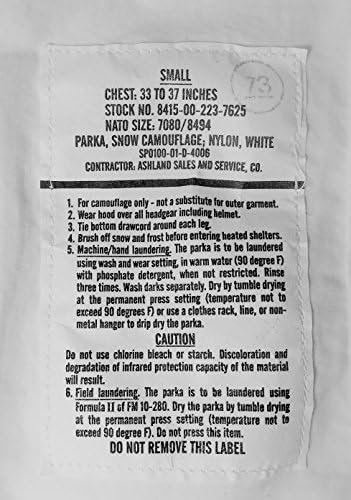 SMALL
73
CHEST: 33 TO 37 INCHES
STOCK NO. 8415-00-223-7625
NATO SIZE: 7080/8494
PARKA, SNOW CAMOUFLAGE; NYLON, WHITE
SP0100-01-D-4006
CONTRACTOR: ASHLAND SALES AND SERVICE, CO.
1. For camouflage only - not a substitute for outer garment.
2. Wear hood over all headgear including helmet.
3. Tie bottom drawcord around each leg.
4. Brush off snow and frost before entering heated shelters.
5. Machine/hand laundering. The parka is to be laundered
using wash and wear setting, in warm water (90 degree F)
with phosphate detergent, when not restricted. Rinse
three times. Wash darks separately. Dry by tumble drying
at the permanent press setting (temperature not to
exceed 90 degrees F) or use a clothes rack, line, or non-
metal hanger to drip dry the parka.
CAUTION
Do not use chlorine bleach or starch. Discoloration and
degradation of infrared protection capacity of the material
will result.
6. Field laundering. The parka is to be laundered using
Formula II of FM 10-280. Dry the parka by tumble drying
at the permanent press setting (temperature not to
exceed 90 degree F). Do not press this item.
DO NOT REMOVE THIS LABEL